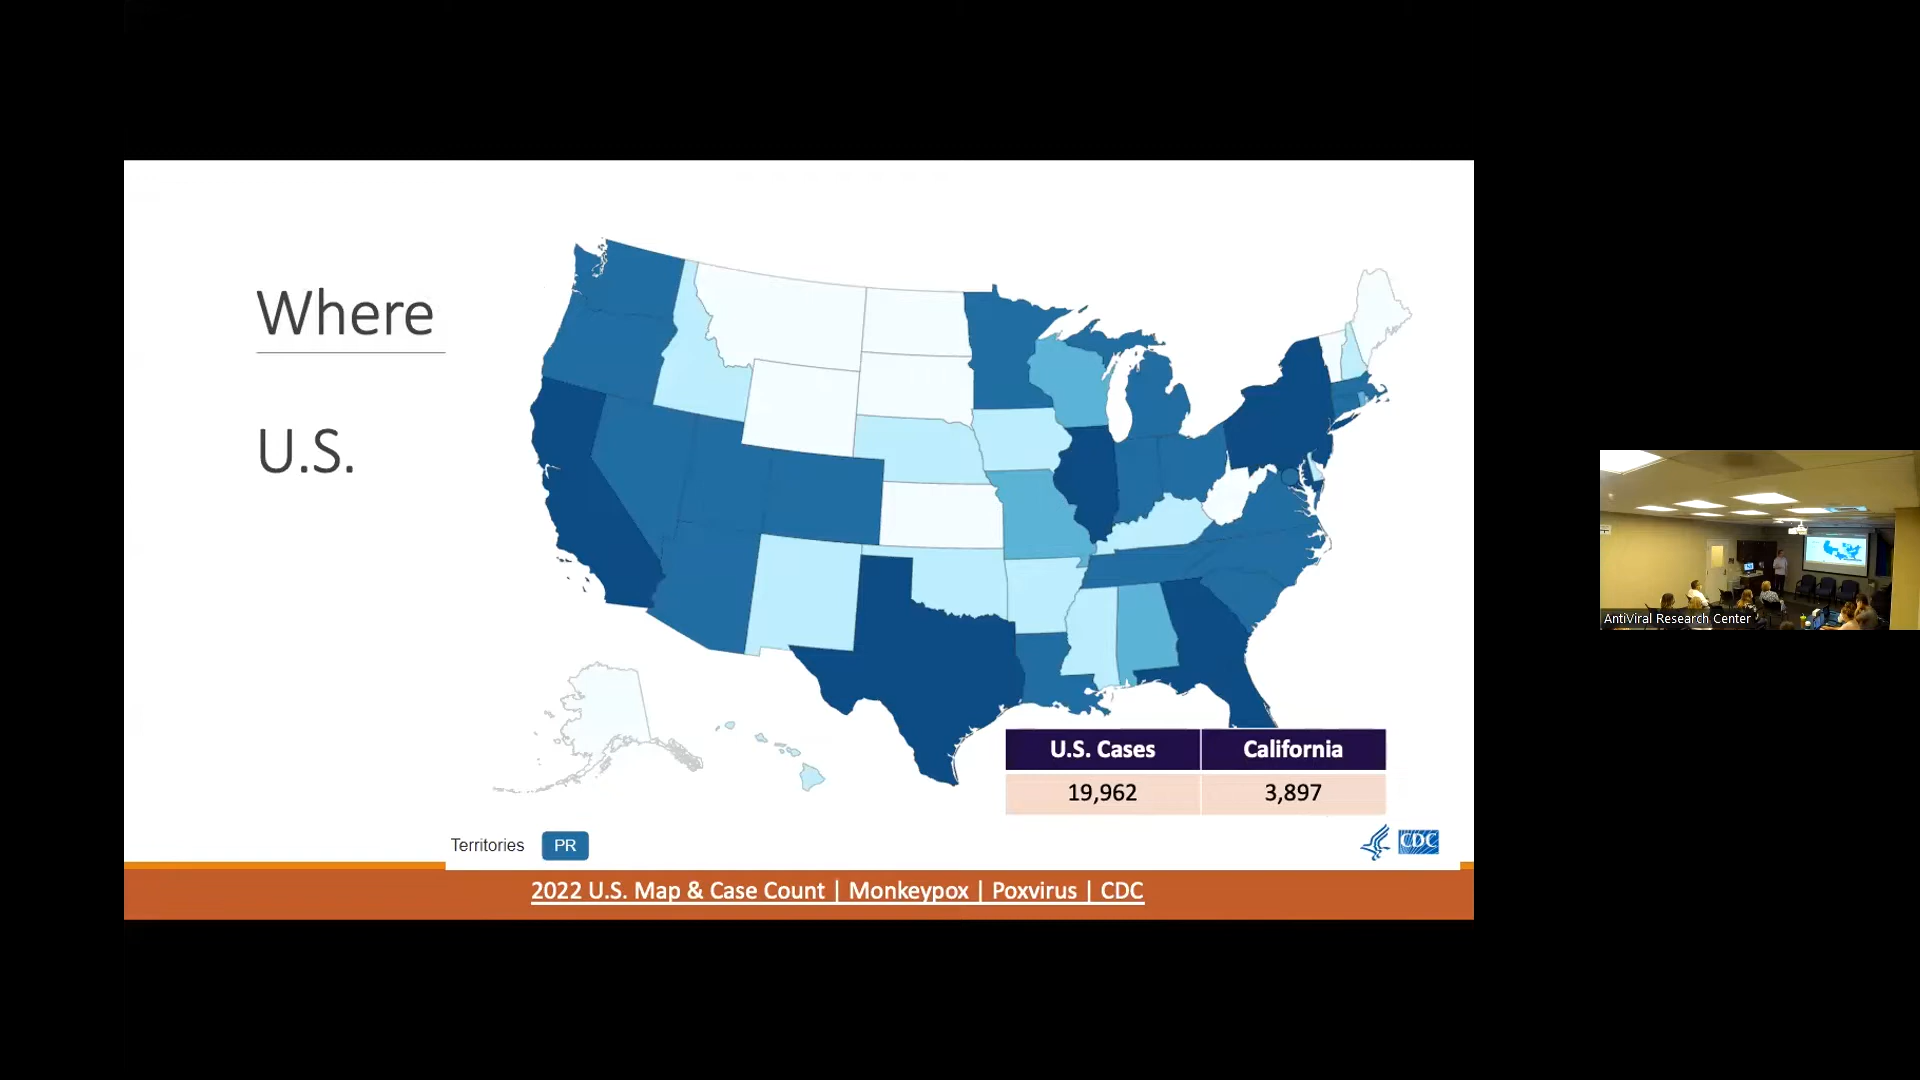 Where
U.S.
U.S. Cases California
19,962 3,897
Territories PR
CDC
2022 U.S. Map & Case Count | Monkeypox | Poxvirus | CDC
AntiViral Research Center